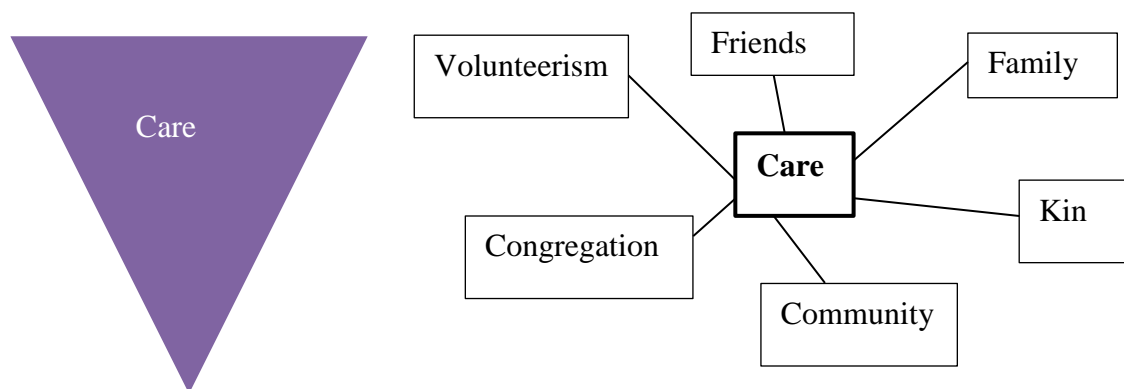 Care
Volunteerism
Friends
Family
Care
Kin
Congregation
Community